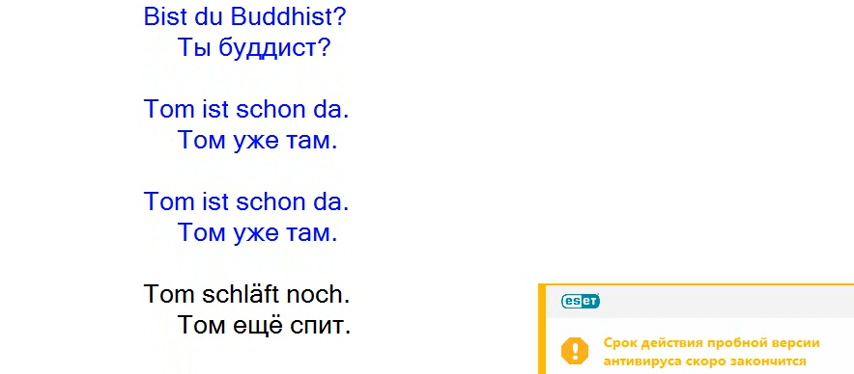 Bist du Buddhist?
Ты буддист?
Tom ist schon da.
Том уже там.
Tom ist schon da.
Том уже там.
Tom schläft noch.
Том ещё спит.
eset
Срок действия пробной версии
антивируса скоро закончится